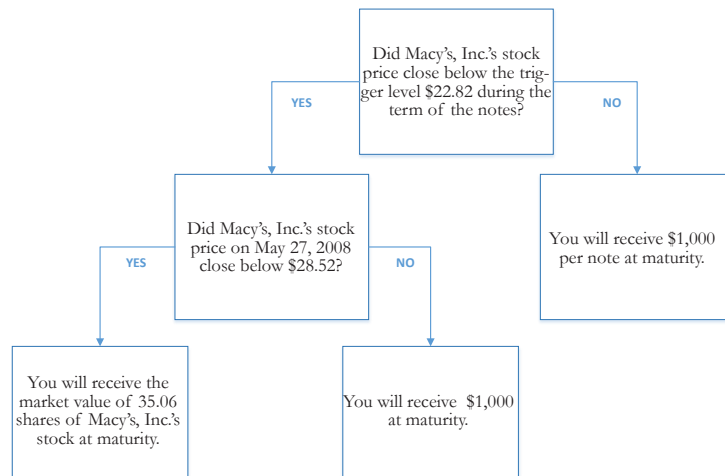 Did Macy's, Inc.'s stock
price close below the trig-
ger level $22.82 during the
term of the notes?
YES
NO
Did Macy's, Inc.'s stock
price on May 27, 2008
close below $28.52?
You will receive $1,000
per note at maturity.
YES
NO
You will receive the
market value of 35.06
shares of Macy's, Inc.'s
stock at maturity.
You will receive $1,000
at maturity.